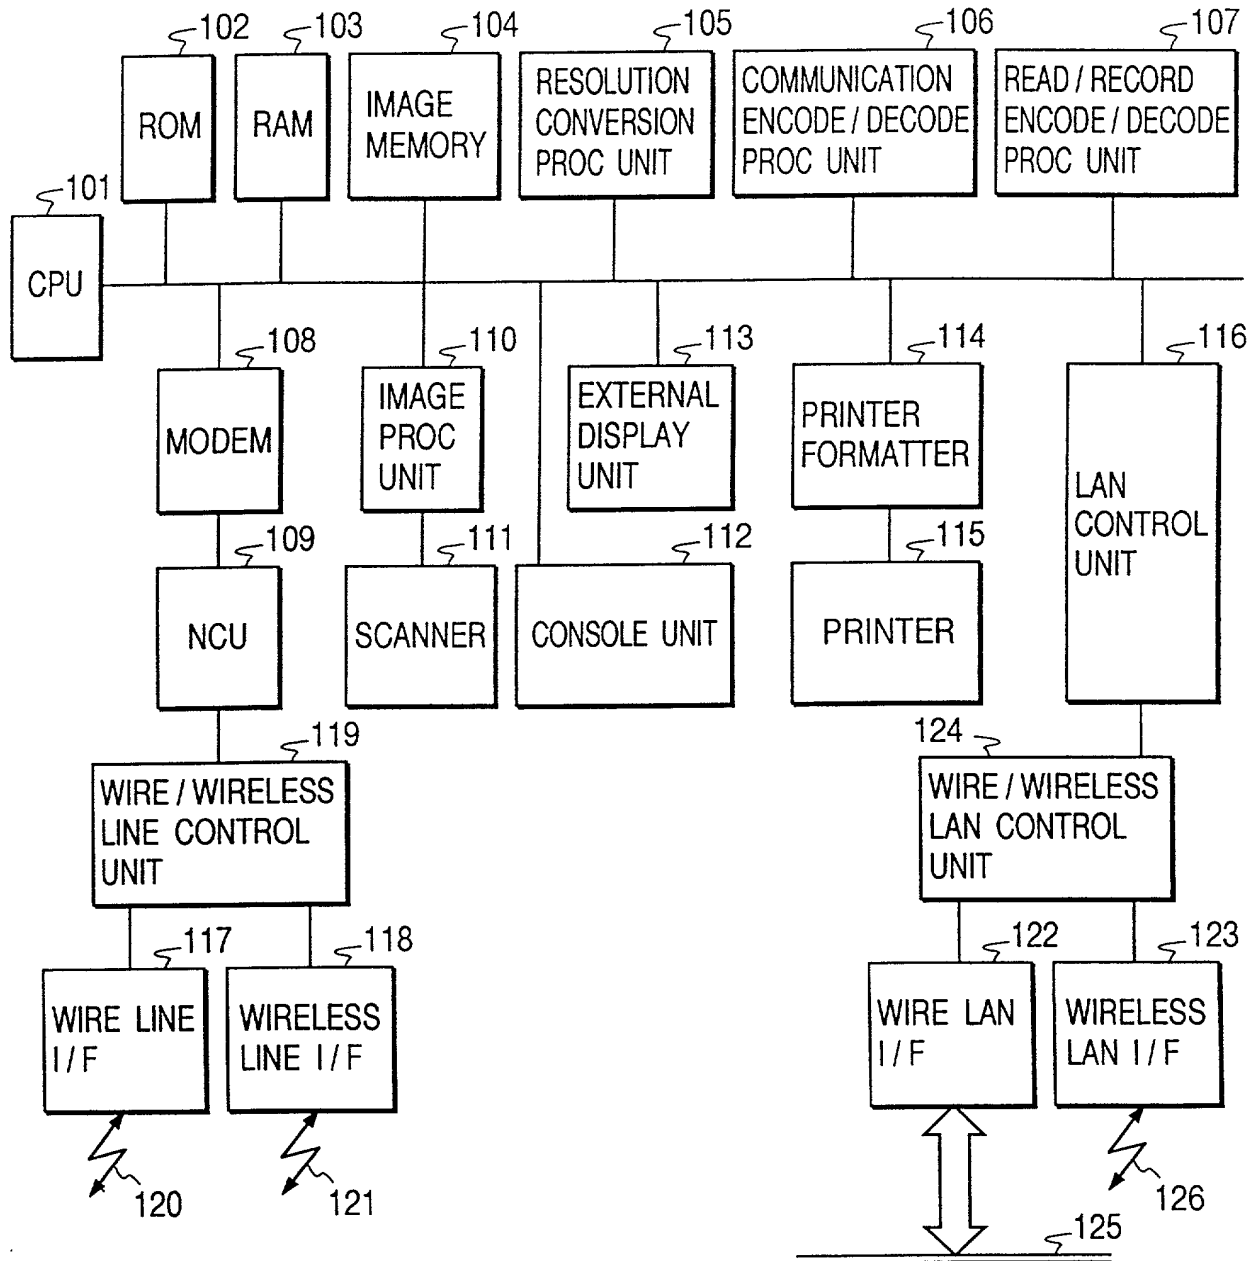 102
103
104
105
106
107
ROM
RAM
IMAGE
MEMORY
RESOLUTION
CONVERSION
PROC UNIT
COMMUNICATION
ENCODE / DECODE
PROC UNIT
READ / RECORD
ENCODE / DECODE
PROC UNIT
101
CPU
108
110
113
114
116
MODEM
IMAGE
PROC
UNIT
EXTERNAL
DISPLAY
UNIT
PRINTER
FORMATTER
LAN
CONTROL
UNIT
109
111
112
115
NCU
SCANNER
CONSOLE UNIT
PRINTER
119
124
WIRE / WIRELESS
LINE CONTROL
UNIT
WIRE / WIRELESS
LAN CONTROL
UNIT
117
118
122
123
WIRE LINE
I / F
WIRELESS
LINE I / F
WIRE LAN
I / F
WIRELESS
LAN I / F
120
121
126
125